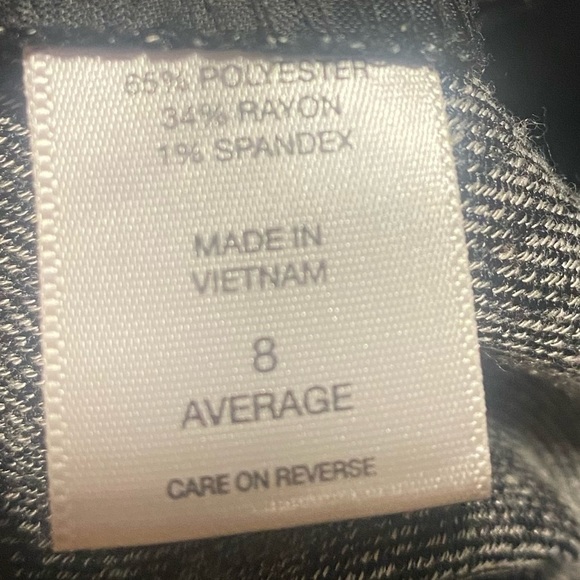 65% POLYESTER
34% RAYON
1% SPANDEX
MADE IN
VIETNAM
8
AVERAGE
CARE ON REVERSE